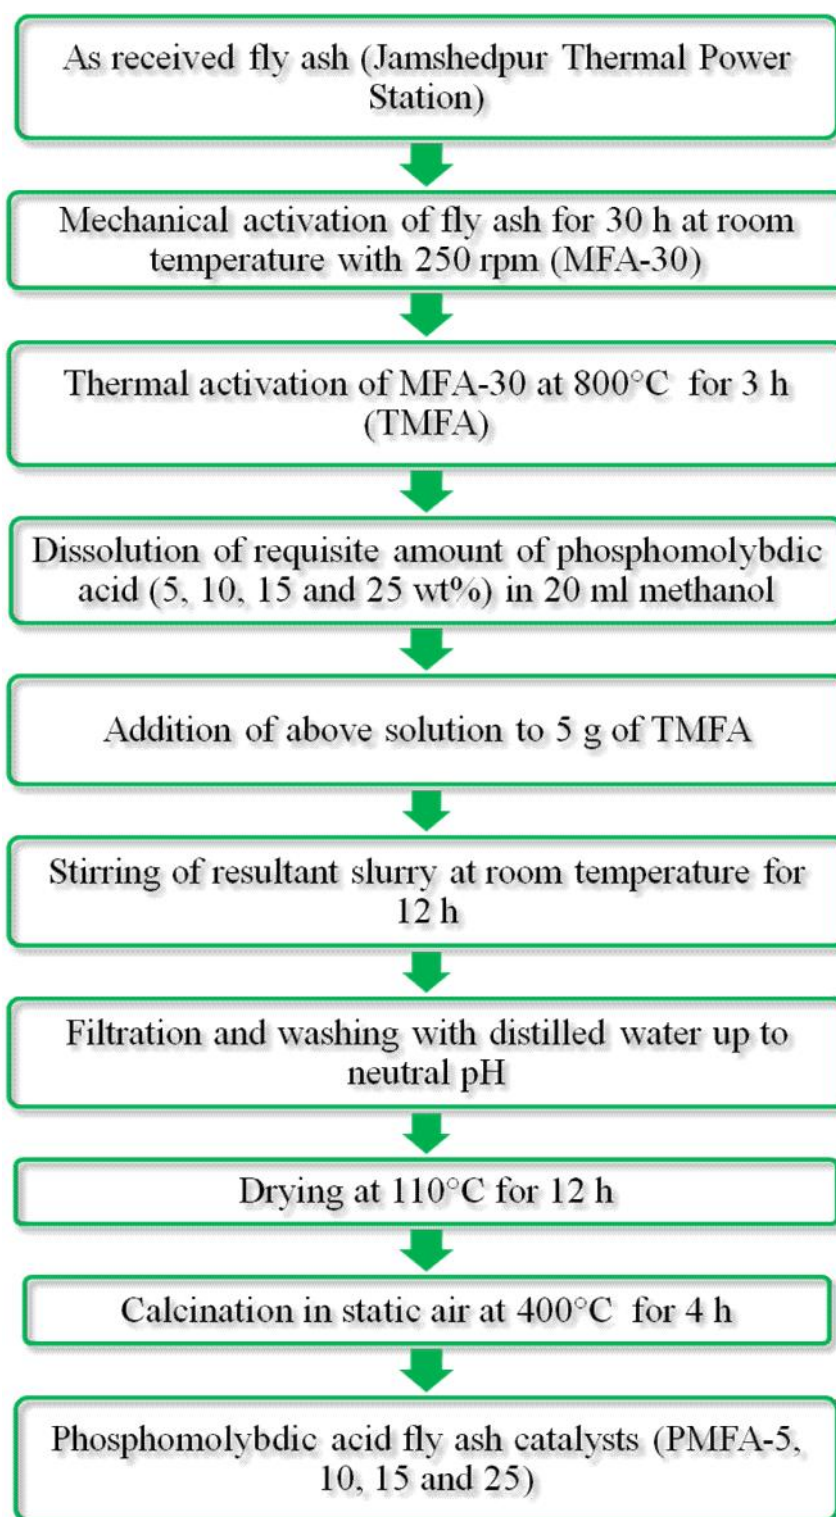 As received fly ash (Jamshedpur Thermal Power
Station)
Mechanical activation of fly ash for 30 h at room
temperature with 250 rpm (MFA-30)
Thermal activation of MFA-30 at 800°C for 3 h
(TMFA)
Dissolution of requisite amount of phosphomolybdic
acid (5, 10, 15 and 25 wt%) in 20 ml methanol
Addition of above solution to 5 g of TMFA
Stirring of resultant slurry at room temperature for
12 h
Filtration and washing with distilled water up to
neutral pH
Drying at 110°C for 12 h
Calcination in static air at 400°C for 4 h
Phosphomolybdic acid fly ash catalysts (PMFA-5,
10, 15 and 25)